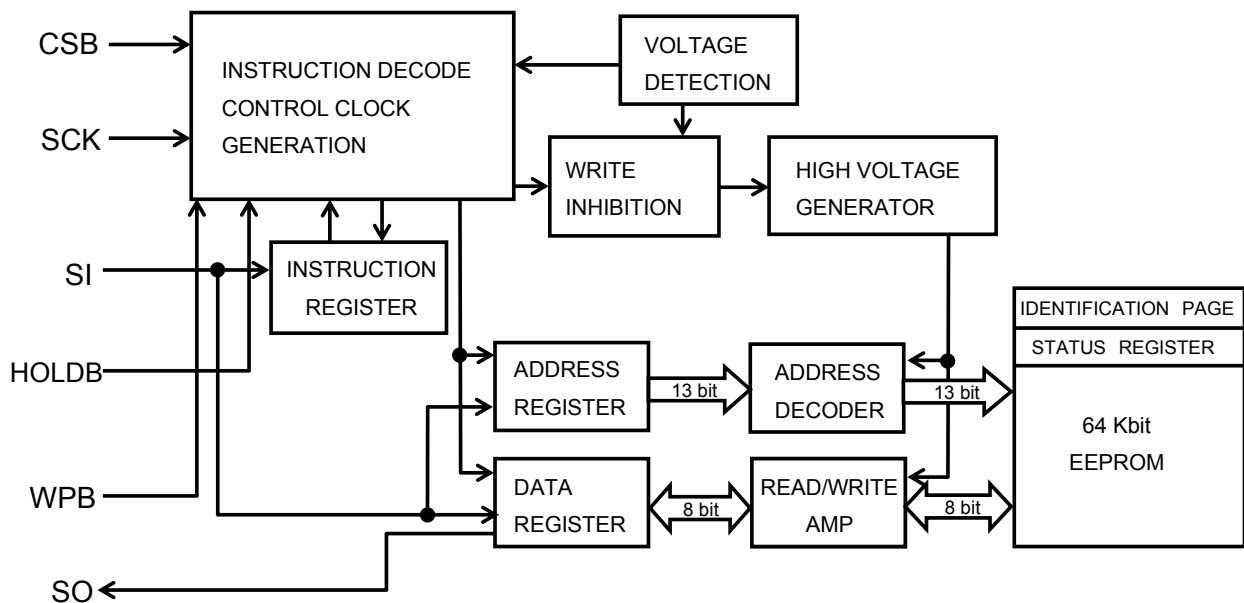 CSB
SCK
SI
HOLDB
WPB
SO
INSTRUCTION DECODE
CONTROL CLOCK
GENERATION
VOLTAGE
DETECTION
WRITE
INHIBITION
HIGH VOLTAGE
GENERATOR
INSTRUCTION
REGISTER
ADDRESS
REGISTER
13 bit
ADDRESS
DECODER
13 bit
DATA
REGISTER
8 bit
READ/WRITE
AMP
8 bit
IDENTIFICATION PAGE
STATUS REGISTER
64 Kbit
EEPROM